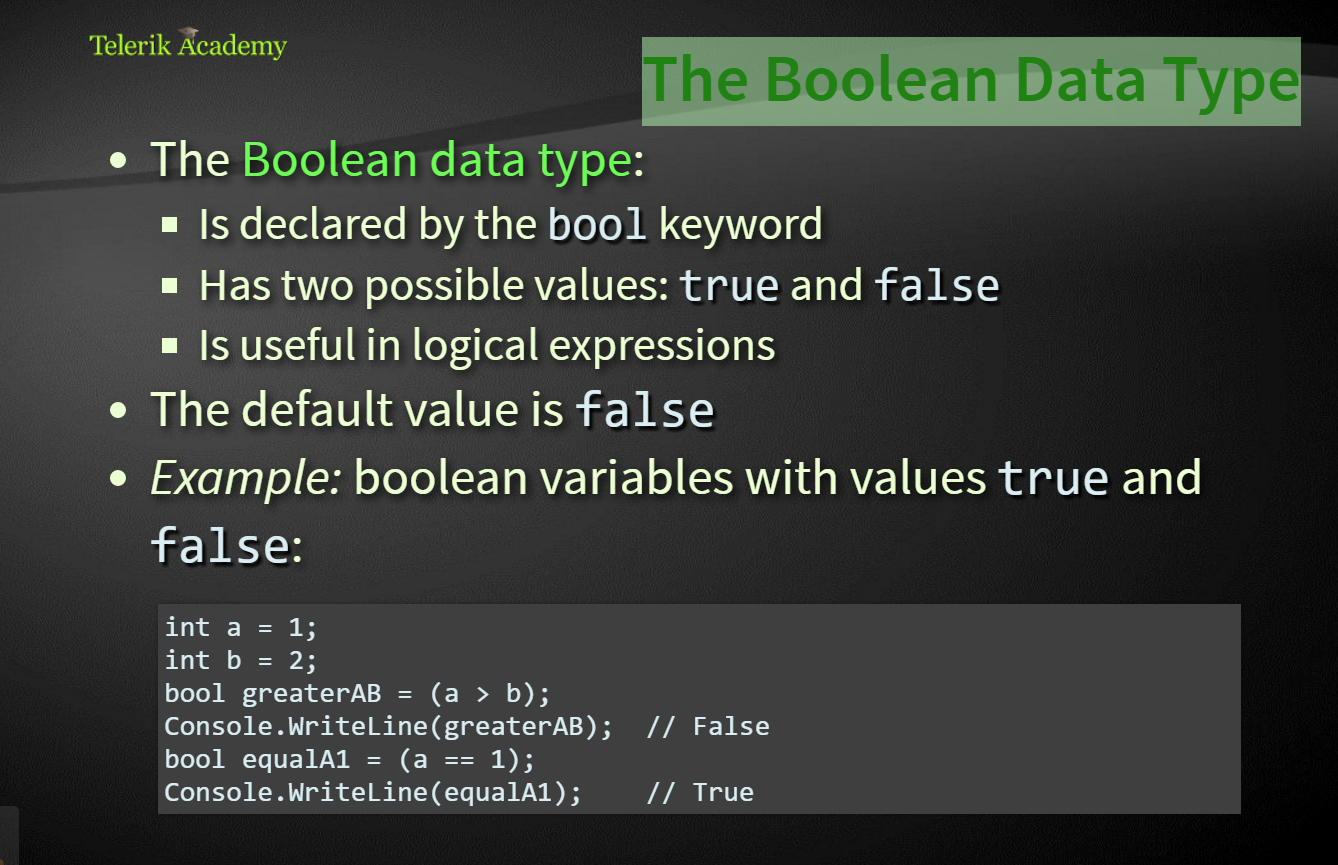 Telerik Academy
The Boolean Data Type
• The Boolean data type:
▪ Is declared by the bool keyword
▪ Has two possible values: true and false
▪ Is useful in logical expressions
• The default value is false
• Example: boolean variables with values true and
false:
int a = 1;
int b = 2;
bool greaterAB = (a > b);
Console.WriteLine(greaterAB);  // False
bool equalA1 = (a == 1);
Console.WriteLine(equalA1);    // True